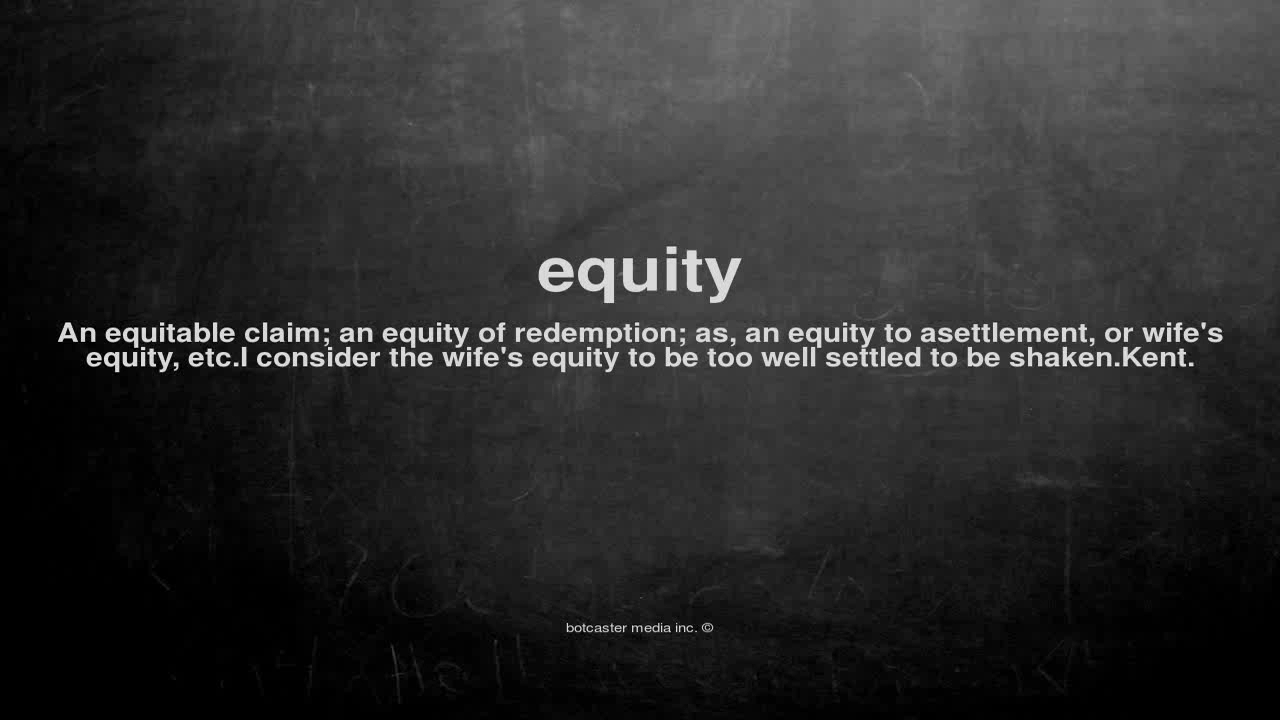 equity
An equitable claim; an equity of redemption; as, an equity to asettlement, or wife's
equity, etc.I consider the wife's equity to be too well settled to be shaken.Kent.
botcaster media inc. ©